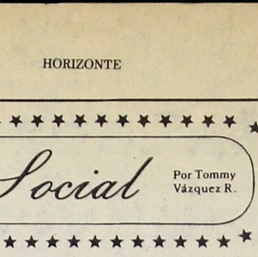 HORIZONTE
Social
Por Tommy
Vázquez R.